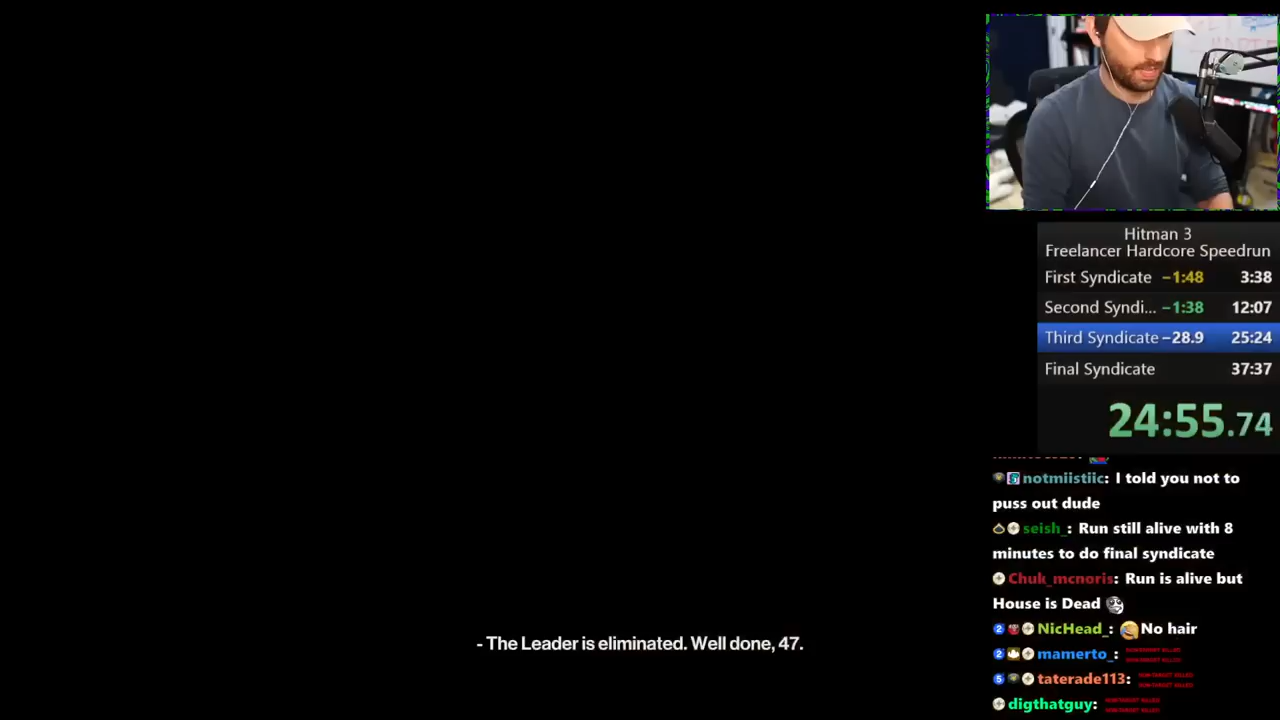 Hitman 3
Freelancer Hardcore Speedrun
First Syndicate −1:48 3:38
Second Syndi... −1:38 12:07
Third Syndicate −28.9 25:24
Final Syndicate 37:37
24:55.74
notmiistiic: I told you not to
puss out dude
seish_: Run still alive with 8
minutes to do final syndicate
Chuk_mcnoris: Run is alive but
House is Dead
NicHead_: No hair
mamerto_:
taterade113:
digthatguy:
- The Leader is eliminated. Well done, 47.